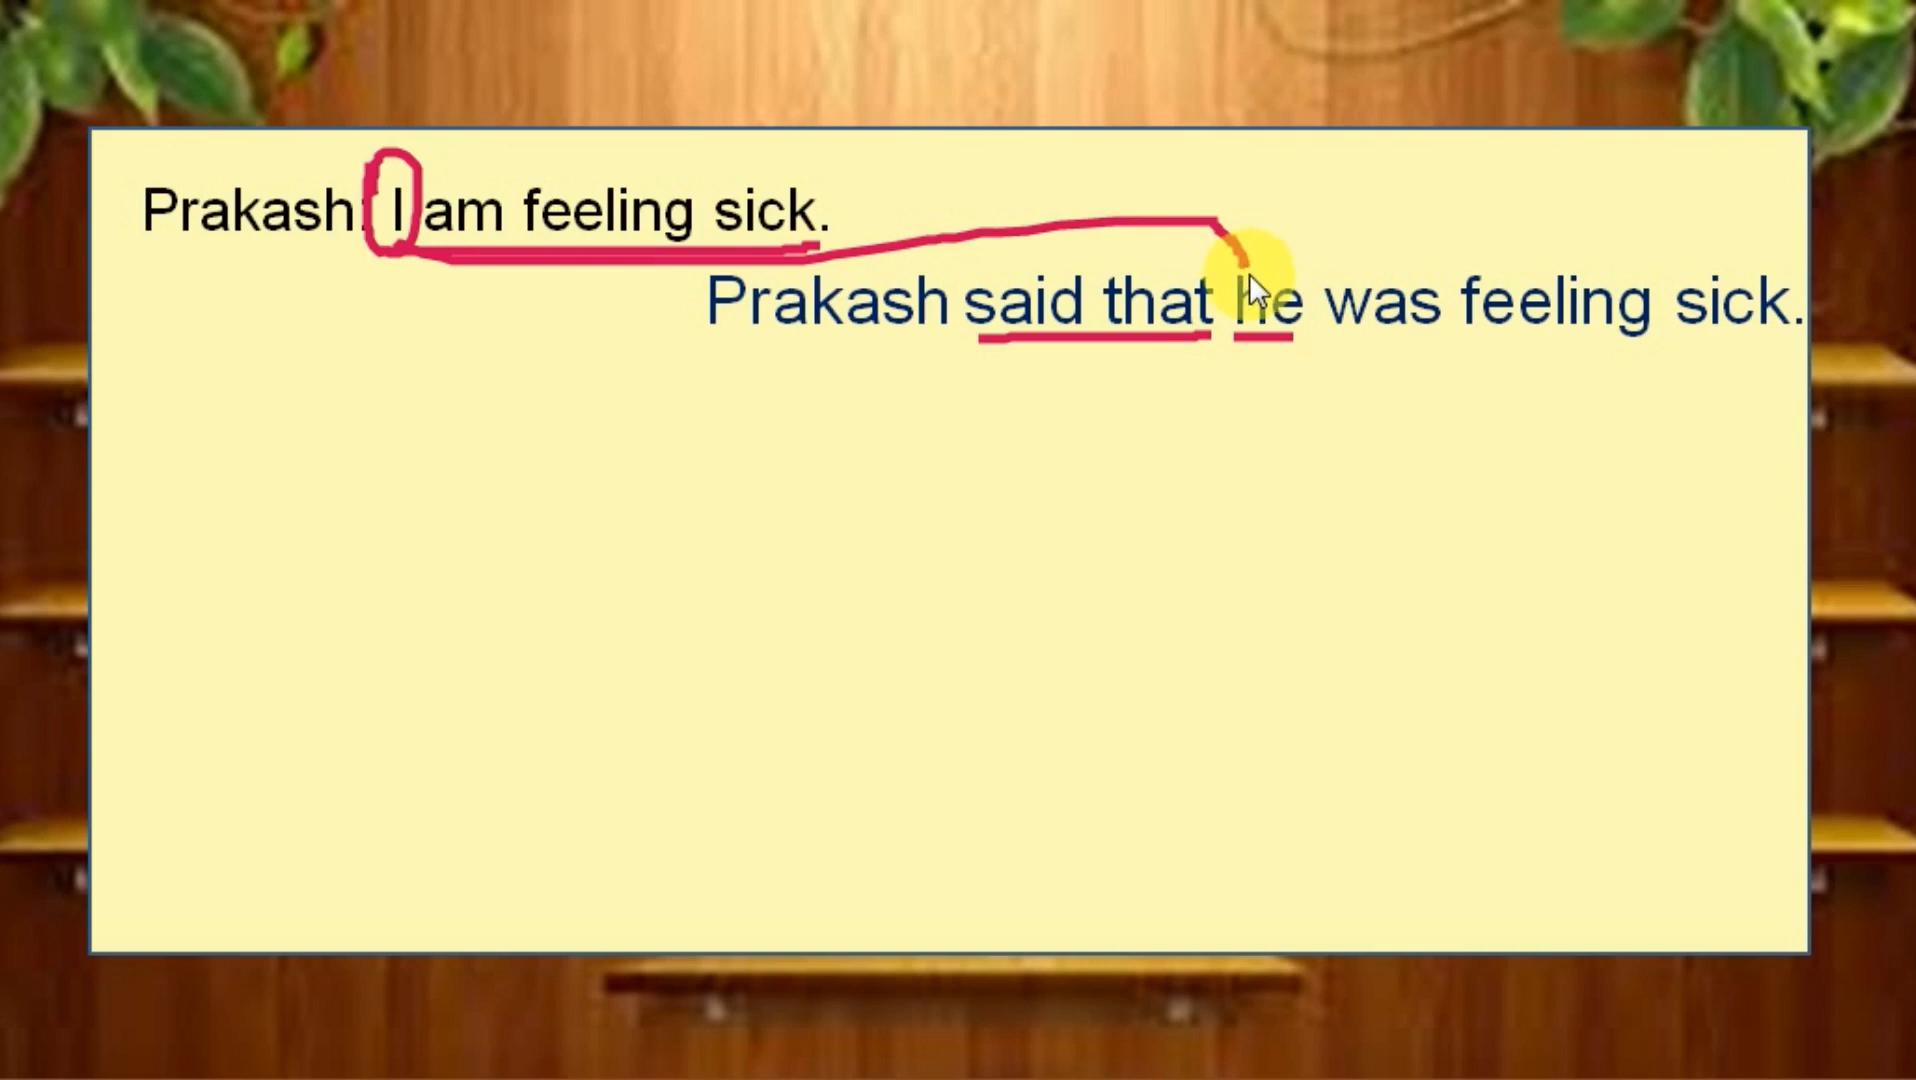 Prakash: I am feeling sick.
Prakash said that he was feeling sick.